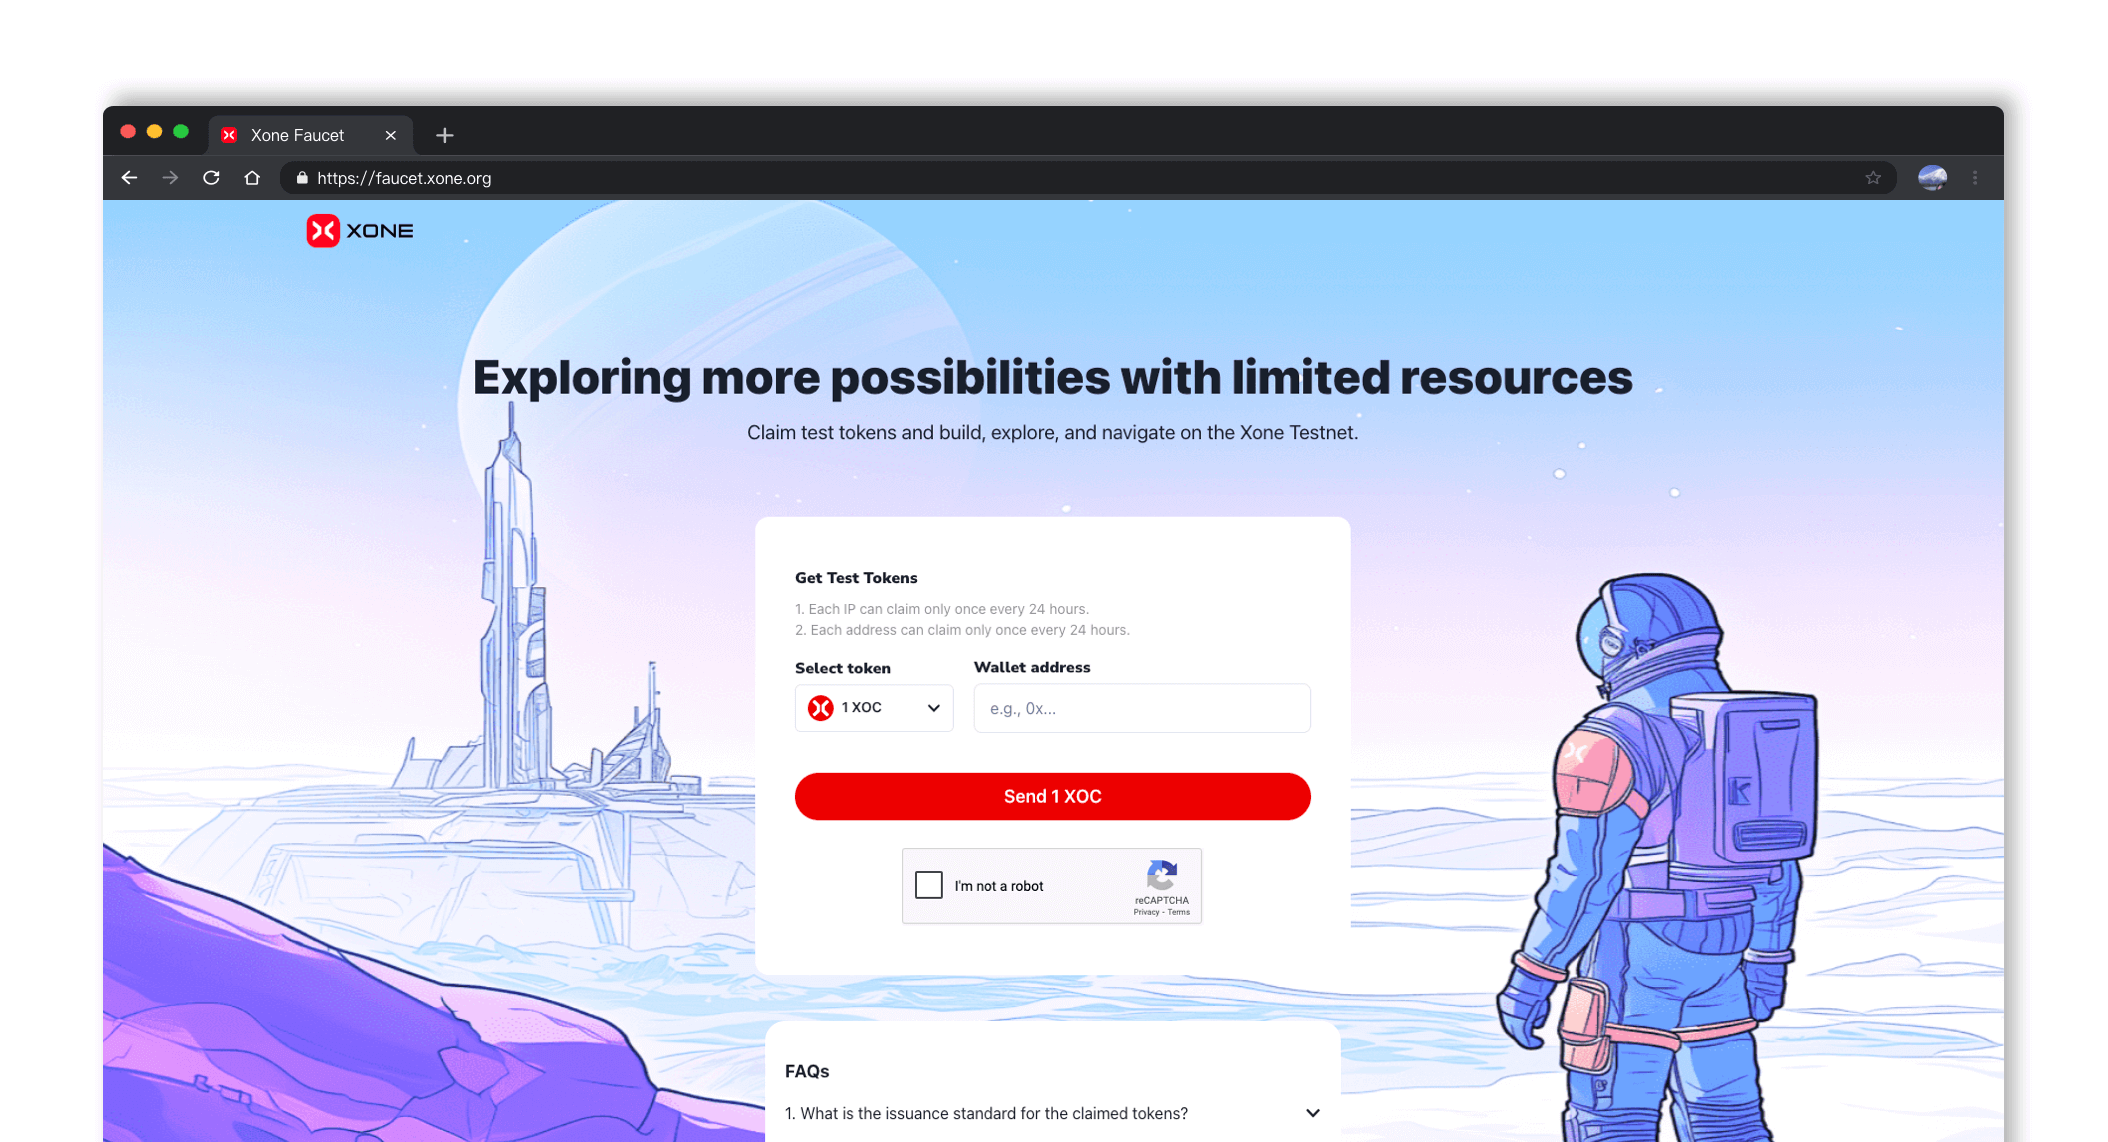 Xone Faucet
https://faucet.xone.org
XONE
Exploring more possibilities with limited resources
Claim test tokens and build, explore, and navigate on the Xone Testnet.
Get Test Tokens
1. Each IP can claim only once every 24 hours.
2. Each address can claim only once every 24 hours.
Select token
Wallet address
1 XOC
e.g., 0x...
Send 1 XOC
I'm not a robot
reCAPTCHA
Privacy - Terms
FAQs
1. What is the issuance standard for the claimed tokens?